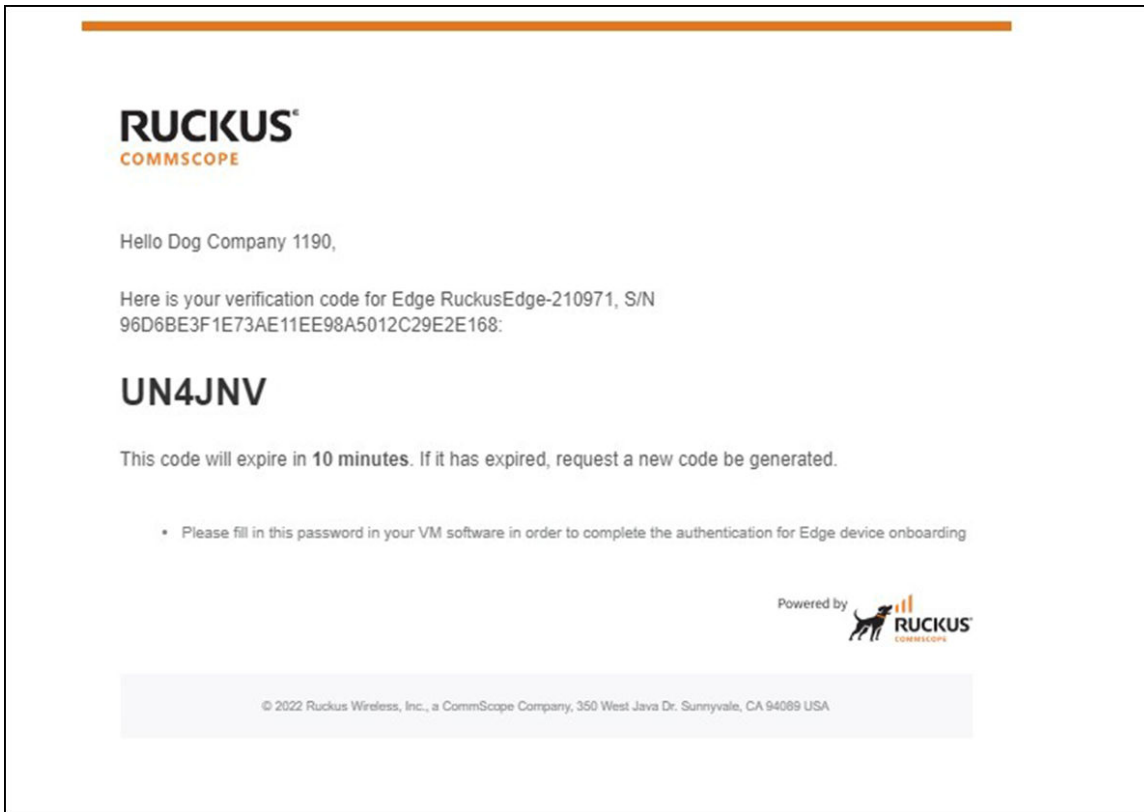 RUCKUS®
COMMSCOPE
Hello Dog Company 1190,
Here is your verification code for Edge RuckusEdge-210971, S/N
96D6BE3F1E73AE11EE98A5012C29E2E168:
UN4JNV
This code will expire in 10 minutes. If it has expired, request a new code be generated.
• Please fill in this password in your VM software in order to complete the authentication for Edge device onboarding
Powered by
RUCKUS®
COMMSCOPE
© 2022 Ruckus Wireless, Inc., a CommScope Company, 350 West Java Dr. Sunnyvale, CA 94089 USA